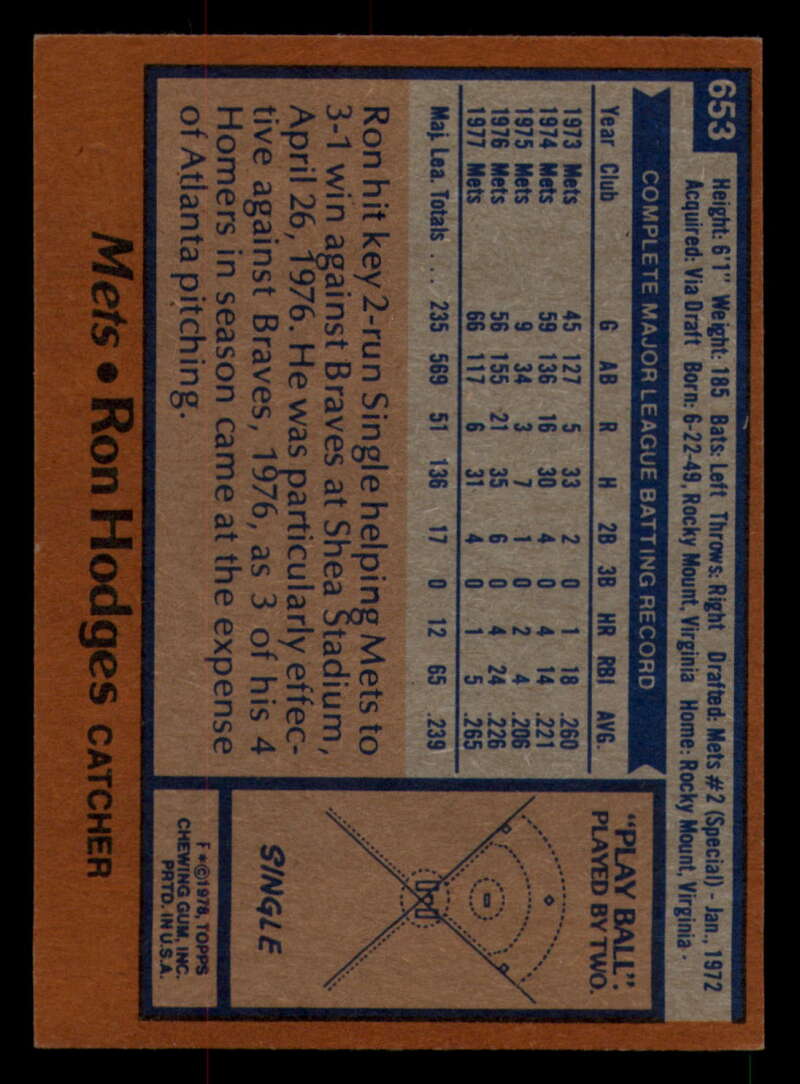 653
Height: 6'1" Weight: 185 Bats: Left Throws: Right Drafted: Mets #2 (Special) - Jan., 1972
Acquired: Via Draft Born: 6-22-49, Rocky Mount, Virginia Home: Rocky Mount, Virginia -
COMPLETE MAJOR LEAGUE BATTING RECORD
Year Club G AB R H 2B 3B HR RBI AVG.
1973 Mets 45 127 5 33 2 0 1 18 .260
1974 Mets 59 136 16 30 4 0 4 14 .221
1975 Mets 9 34 3 7 1 0 2 4 .206
1976 Mets 56 155 21 35 6 0 4 24 .226
1977 Mets 66 117 6 31 4 0 1 5 .265
Maj. Lea. Totals ... 235 569 51 136 17 0 12 65 .239
Ron hit key 2-run Single helping Mets to
3-1 win against Braves at Shea Stadium,
April 26, 1976. He was particularly effec-
tive against Braves, 1976, as 3 of his 4
Homers in season came at the expense
of Atlanta pitching.
"PLAY BALL":
PLAYED BY TWO.
SINGLE
F*©1978, TOPPS
CHEWING GUM, INC.
PRTD. IN U.S.A.
Mets • Ron Hodges CATCHER